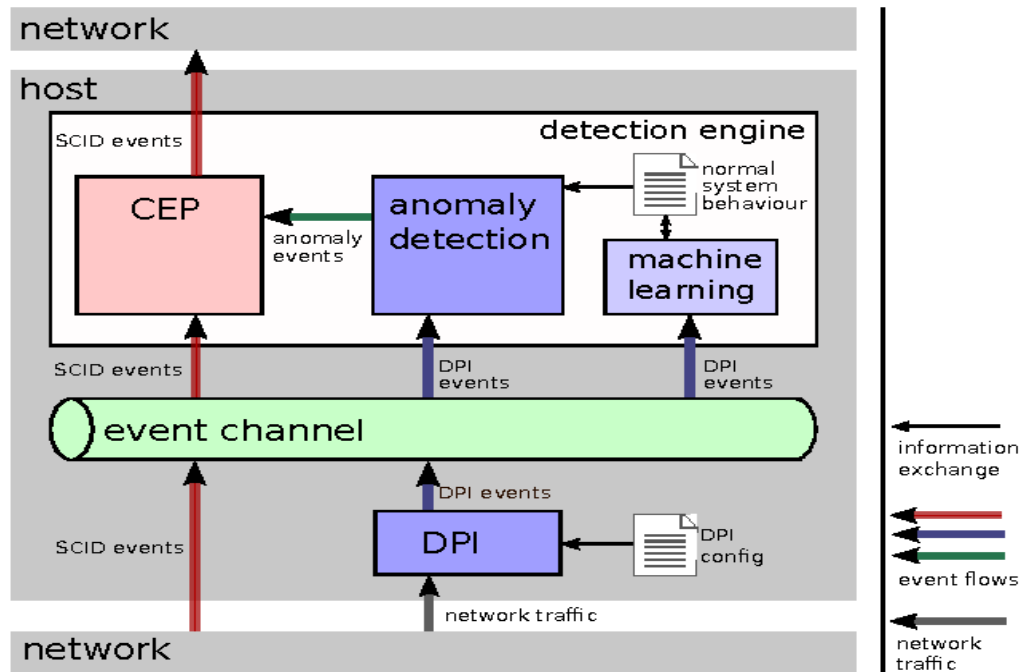 network
host
SCID events
detection engine
normal
system
behaviour
CEP
anomaly
detection
anomaly
events
machine
learning
SCID events
DPI
events
DPI
events
event channel
information
exchange
DPI events
SCID events
DPI
DPI
config
event flows
network traffic
network
network
traffic